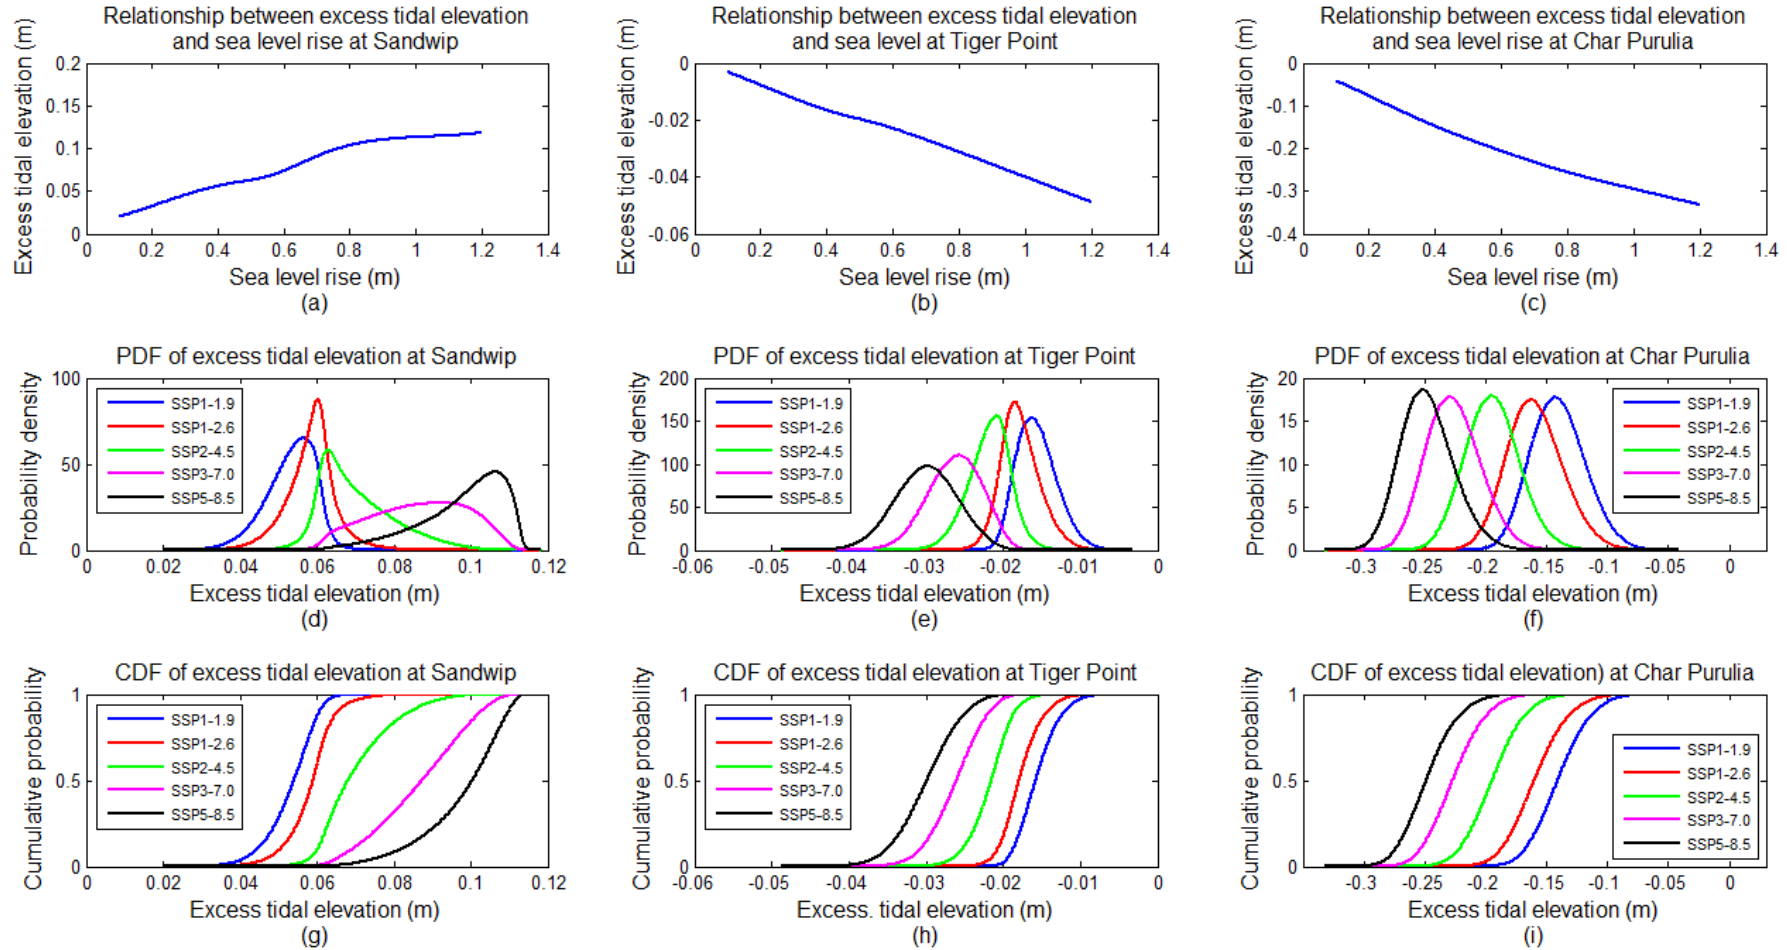 Relationship between excess tidal elevation
and sea level rise at Sandwip
Excess tidal elevation (m)
0.2
0.15
0.1
0.05
0
0 0.2 0.4 0.6 0.8 1 1.2 1.4
Sea level rise (m)
(a)
Relationship between excess tidal elevation
and sea level at Tiger Point
Excess tidal elevation (m)
0
-0.02
-0.04
-0.06
0 0.2 0.4 0.6 0.8 1 1.2 1.4
Sea level rise (m)
(b)
Relationship between excess tidal elevation
and sea level rise at Char Purulia
Excess tidal elevation (m)
0
-0.1
-0.2
-0.3
-0.4
0 0.2 0.4 0.6 0.8 1 1.2 1.4
Sea level rise (m)
(c)
PDF of excess tidal elevation at Sandwip
Probability density
100
50
0
SSP1-1.9
SSP1-2.6
SSP2-4.5
SSP3-7.0
SSP5-8.5
0 0.02 0.04 0.06 0.08 0.1 0.12
Excess tidal elevation (m)
(d)
PDF of excess tidal elevation at Tiger Point
Probability density
200
150
100
50
0
SSP1-1.9
SSP1-2.6
SSP2-4.5
SSP3-7.0
SSP5-8.5
-0.06 -0.05 -0.04 -0.03 -0.02 -0.01 0
Excess tidal elevation (m)
(e)
PDF of excess tidal elevation at Char Purulia
Probability density
20
15
10
5
0
SSP1-1.9
SSP1-2.6
SSP2-4.5
SSP3-7.0
SSP5-8.5
-0.3 -0.25 -0.2 -0.15 -0.1 -0.05 0
Excess tidal elevation (m)
(f)
CDF of excess tidal elevation at Sandwip
Cumulative probability
1
0.5
0
SSP1-1.9
SSP1-2.6
SSP2-4.5
SSP3-7.0
SSP5-8.5
0 0.02 0.04 0.06 0.08 0.1 0.12
Excess tidal elevation (m)
(g)
CDF of excess tidal elevation at Tiger Point
Cumulative probability
1
0.5
0
SSP1-1.9
SSP1-2.6
SSP2-4.5
SSP3-7.0
SSP5-8.5
-0.06 -0.05 -0.04 -0.03 -0.02 -0.01 0
Excess. tidal elevation (m)
(h)
CDF of excess tidal elevation) at Char Purulia
Cumulative probability
1
0.5
0
SSP1-1.9
SSP1-2.6
SSP2-4.5
SSP3-7.0
SSP5-8.5
-0.3 -0.25 -0.2 -0.15 -0.1 -0.05 0
Excess tidal elevation (m)
(i)